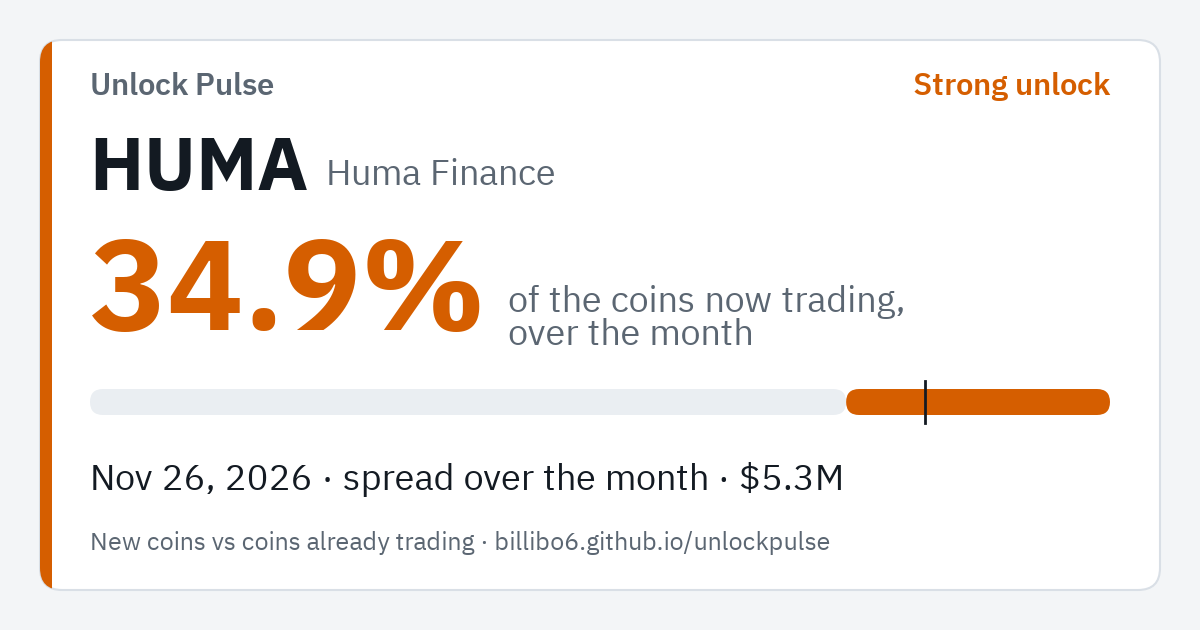 Unlock Pulse
Strong unlock
HUMA Huma Finance
34.9% of the coins now trading,
over the month
Nov 26, 2026 · spread over the month · $5.3M
New coins vs coins already trading · billibo6.github.io/unlockpulse